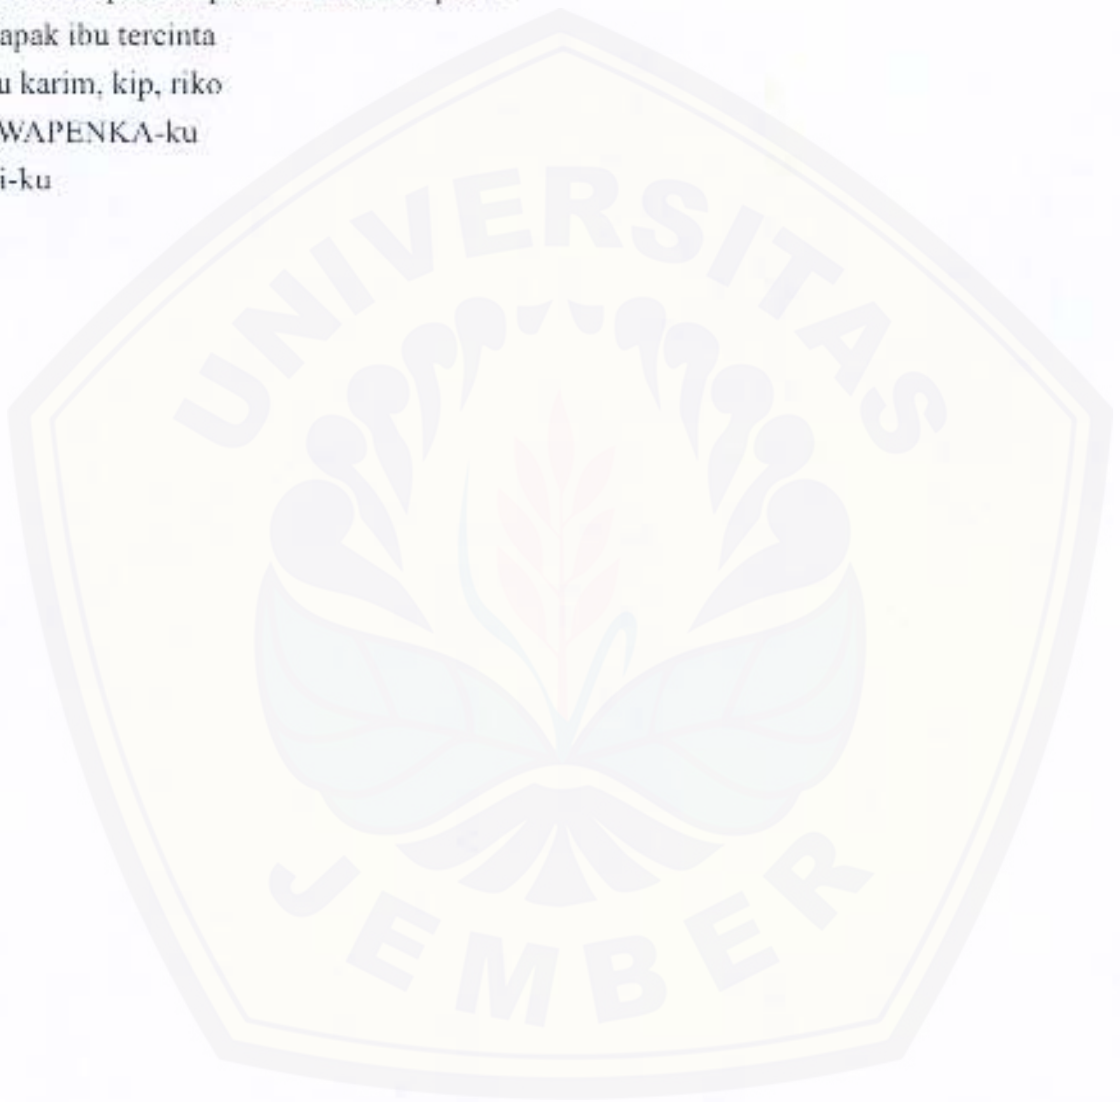 apak ibu tercinta
u karim, kip, riko
WAPENKA-ku
i-ku
UNIVERSITAS
JEMBER